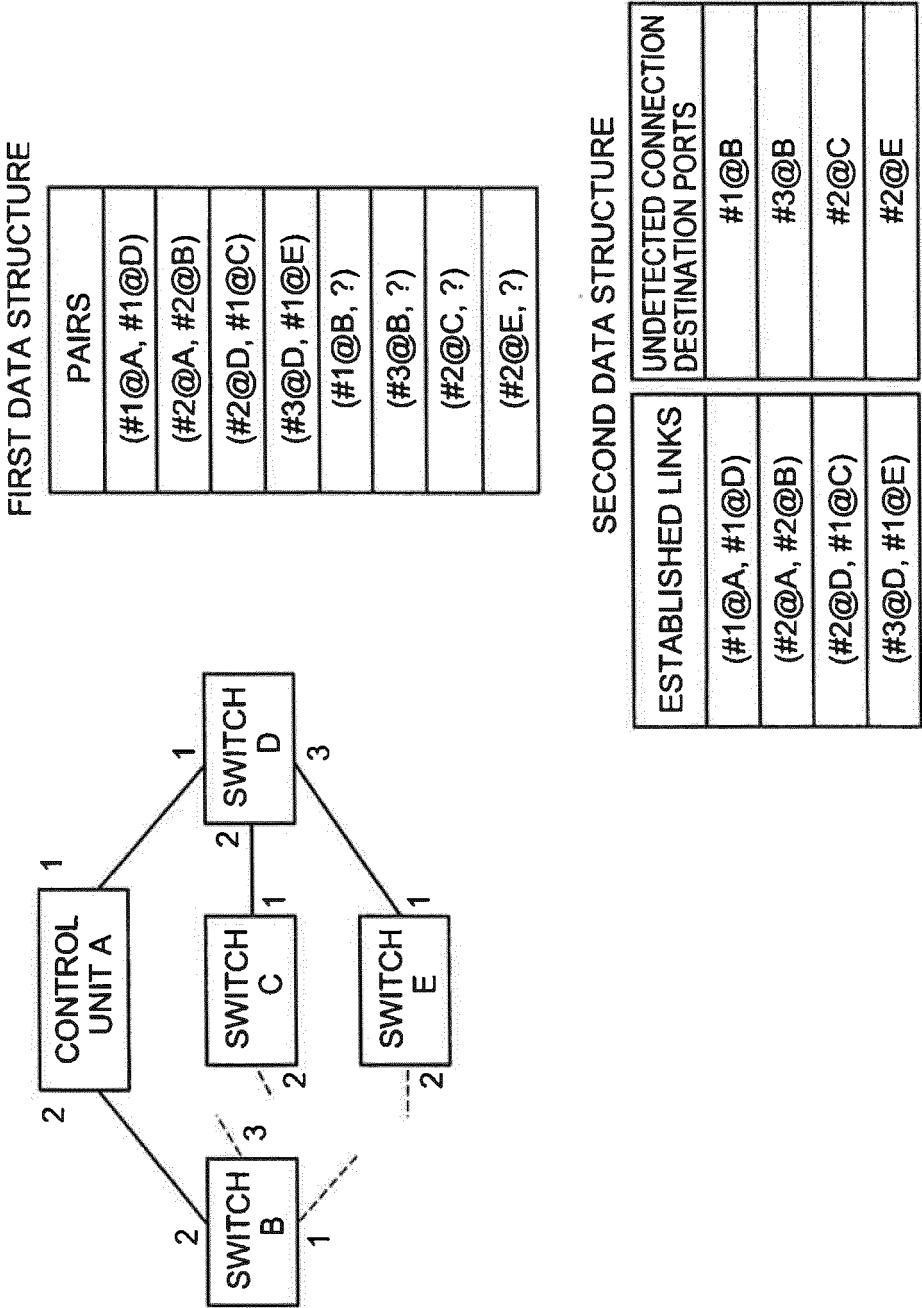 2
CONTROL
UNIT A
1
2
1
SWITCH
B
3
1
SWITCH
C
2
1
2
SWITCH
D
3
SWITCH
E
2
1
FIRST DATA STRUCTURE
PAIRS
(#1@A, #1@D)
(#2@A, #2@B)
(#2@D, #1@C)
(#3@D, #1@E)
(#1@B, ?)
(#3@B, ?)
(#2@C, ?)
(#2@E, ?)
SECOND DATA STRUCTURE
ESTABLISHED LINKS
(#1@A, #1@D)
(#2@A, #2@B)
(#2@D, #1@C)
(#3@D, #1@E)
UNDETECTED CONNECTION
DESTINATION PORTS
#1@B
#3@B
#2@C
#2@E